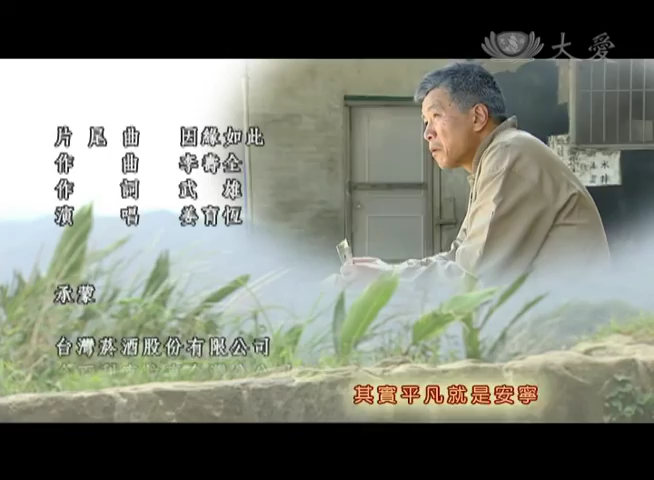 大愛
片尾曲 因緣如此
作曲 李壽全
作詞 武雄
演唱 姜育恆
承蒙
台灣菸酒股份有限公司
其實平凡就是安寧